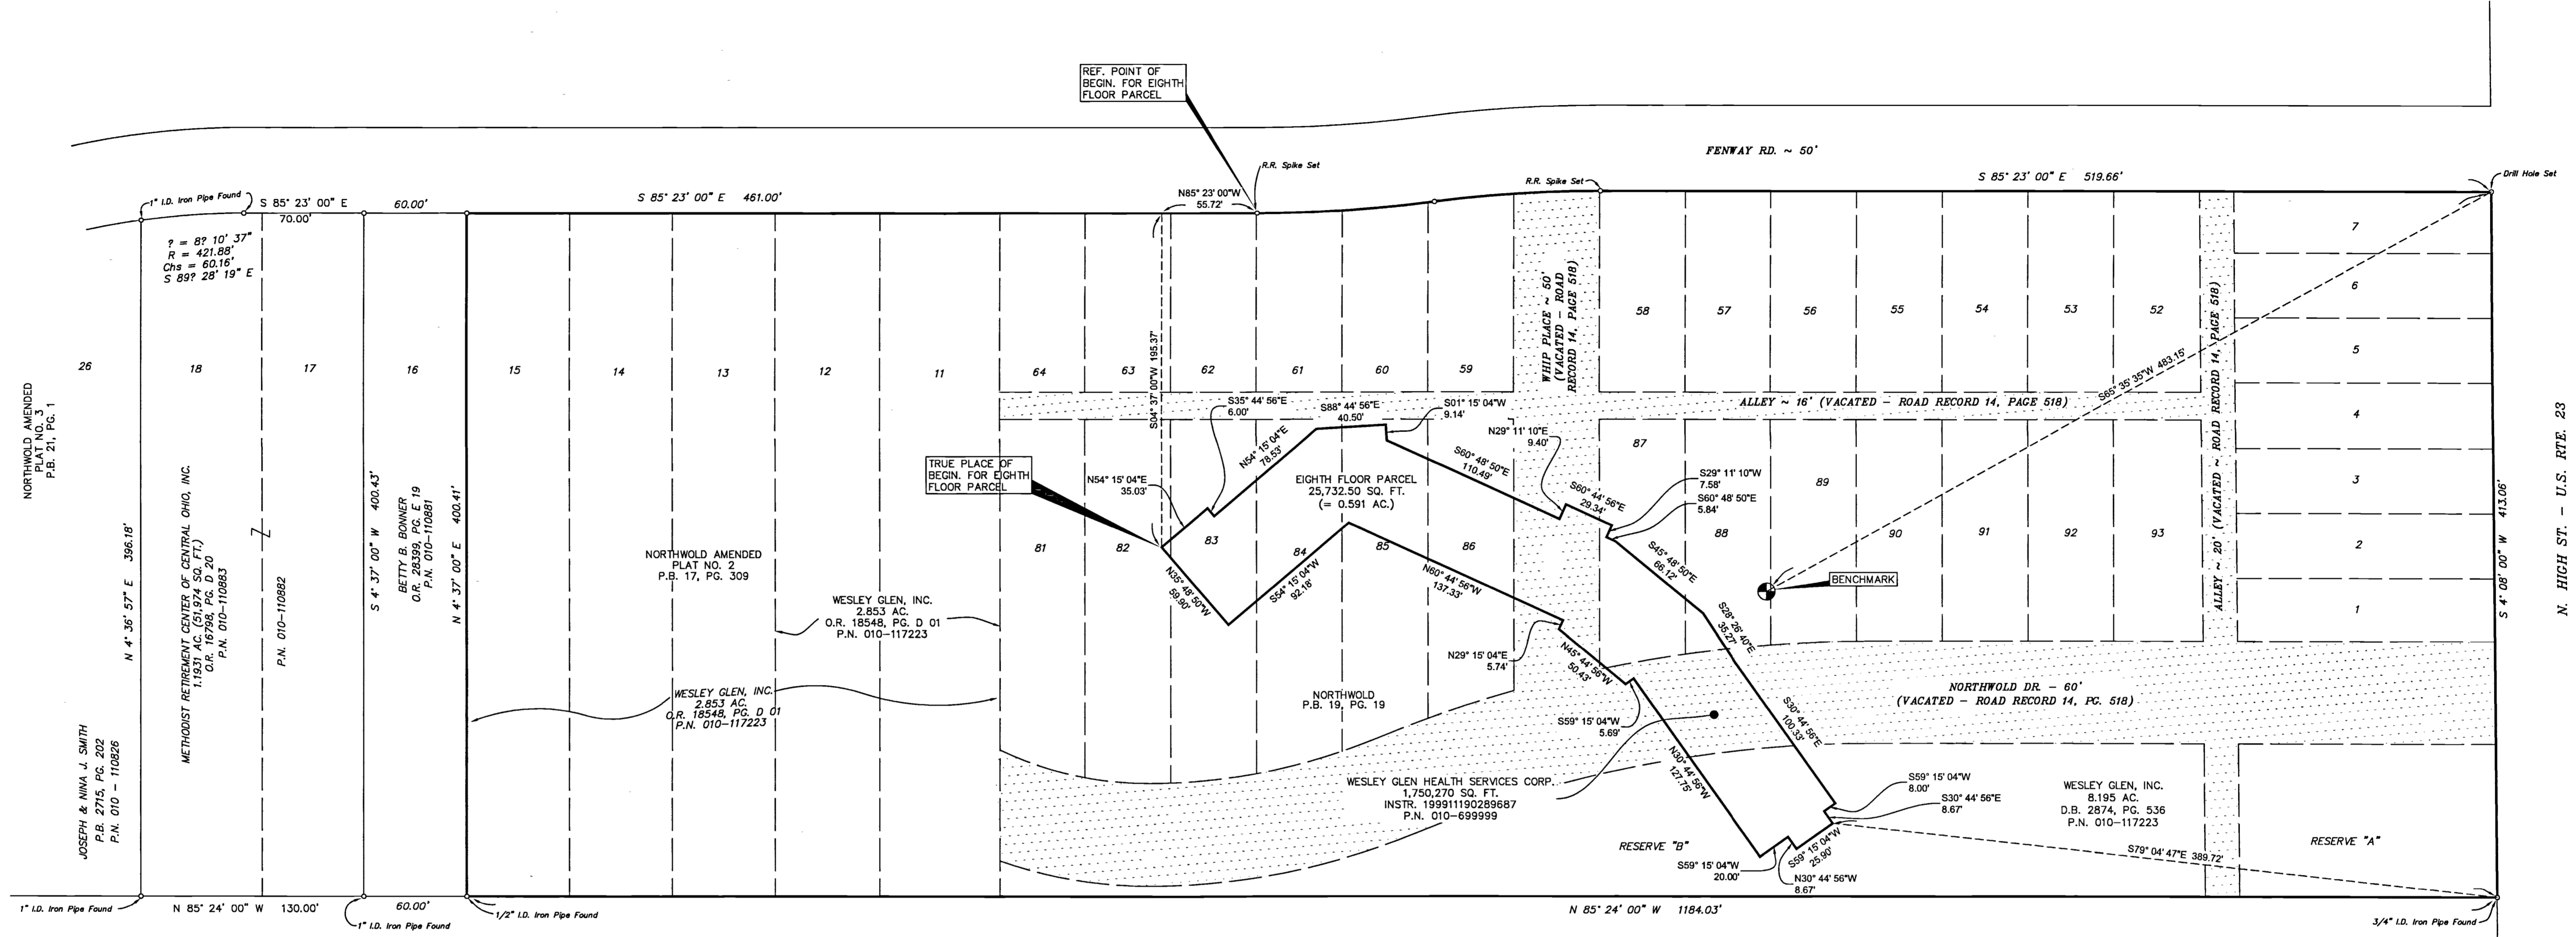 REF. POINT OF
BEGIN. FOR EIGHTH
FLOOR PARCEL
FENWAY RD. ~ 50'
R.R. Spike Set
R.R. Spike Set
Drill Hole Set
1" I.D. Iron Pipe Found
S 85° 23' 00" E
70.00'
60.00'
S 85° 23' 00" E 461.00'
N85° 23' 00"W
55.72'
S 85° 23' 00" E 519.66'
? = 8? 10' 37"
R = 421.88'
Chs = 60.16'
S 89? 28' 19" E
NORTHWOLD AMENDED
PLAT NO. 3
P.B. 21, PG. 1
26
18
17
16
15
14
13
12
11
64
63
62
61
60
59
58
57
56
55
54
53
52
7
6
5
4
3
2
1
WHIP PLACE ~ 50'
(VACATED - ROAD
RECORD 14, PAGE 518)
ALLEY ~ 16' (VACATED - ROAD RECORD 14, PAGE 518)
ALLEY ~ 20' (VACATED ~ ROAD RECORD 14, PAGE 518)
S65° 35' 35"W 483.15'
N. HIGH ST. - U.S. RTE. 23
S 4° 08' 00" W 413.06'
S04° 37' 00"W 195.37'
S35° 44' 56"E
6.00'
S88° 44' 56"E
40.50'
S01° 15' 04"W
9.14'
N54° 15' 04"E
78.53'
N54° 15' 04"E
35.03'
TRUE PLACE OF
BEGIN. FOR EIGHTH
FLOOR PARCEL
EIGHTH FLOOR PARCEL
25,732.50 SQ. FT.
(= 0.591 AC.)
S60° 48' 50"E
110.49'
N29° 11' 10"E
9.40'
S60° 44' 56"E
29.34'
S29° 11' 10"W
7.58'
S60° 48' 50"E
5.84'
87
89
81
82
83
84
85
86
88
90
91
92
93
S45° 48' 50"E
66.12'
BENCHMARK
S28° 26' 40"E
35.27'
N35° 48' 50"W
59.90'
S54° 15' 04"W
92.18'
N60° 44' 56"W
137.33'
N29° 15' 04"E
5.74'
N45° 44' 56"W
50.43'
S59° 15' 04"W
5.69'
N30° 44' 56"W
127.75'
S30° 44' 56"E
100.33'
NORTHWOLD DR. - 60'
(VACATED - ROAD RECORD 14, PG. 518)
N 4° 36' 57" E 396.18'
METHODIST RETIREMENT CENTER OF CENTRAL OHIO, INC.
1.1931 AC. (51,974 SQ. FT.)
O.R. 16798, PG. D 20
P.N. 010-110883
P.N. 010-110882
S 4° 37' 00" W 400.43'
BETTY B. BONNER
O.R. 28399, PG. E 19
P.N. 010-110881
N 4° 37' 00" E 400.41'
NORTHWOLD AMENDED
PLAT NO. 2
P.B. 17, PG. 309
WESLEY GLEN, INC.
2.853 AC.
O.R. 18548, PG. D 01
P.N. 010-117223
WESLEY GLEN, INC.
2.853 AC.
O.R. 18548, PG. D 01
P.N. 010-117223
NORTHWOLD
P.B. 19, PG. 19
WESLEY GLEN HEALTH SERVICES CORP.
1,750,270 SQ. FT.
INSTR. 199911190289687
P.N. 010-699999
JOSEPH & NINA J. SMITH
P.B. 2715, PG. 202
P.N. 010 - 110826
S59° 15' 04"W
8.00'
S30° 44' 56"E
8.67'
WESLEY GLEN, INC.
8.195 AC.
D.B. 2874, PG. 536
P.N. 010-117223
RESERVE "B"
RESERVE "A"
S59° 15' 04"W
20.00'
N30° 44' 56"W
8.67'
S59° 15' 04"W
25.90'
S79° 04' 47"E 389.72'
1" I.D. Iron Pipe Found
N 85° 24' 00" W 130.00'
60.00'
1" I.D. Iron Pipe Found
1/2" I.D. Iron Pipe Found
N 85° 24' 00" W 1184.03'
3/4" I.D. Iron Pipe Found